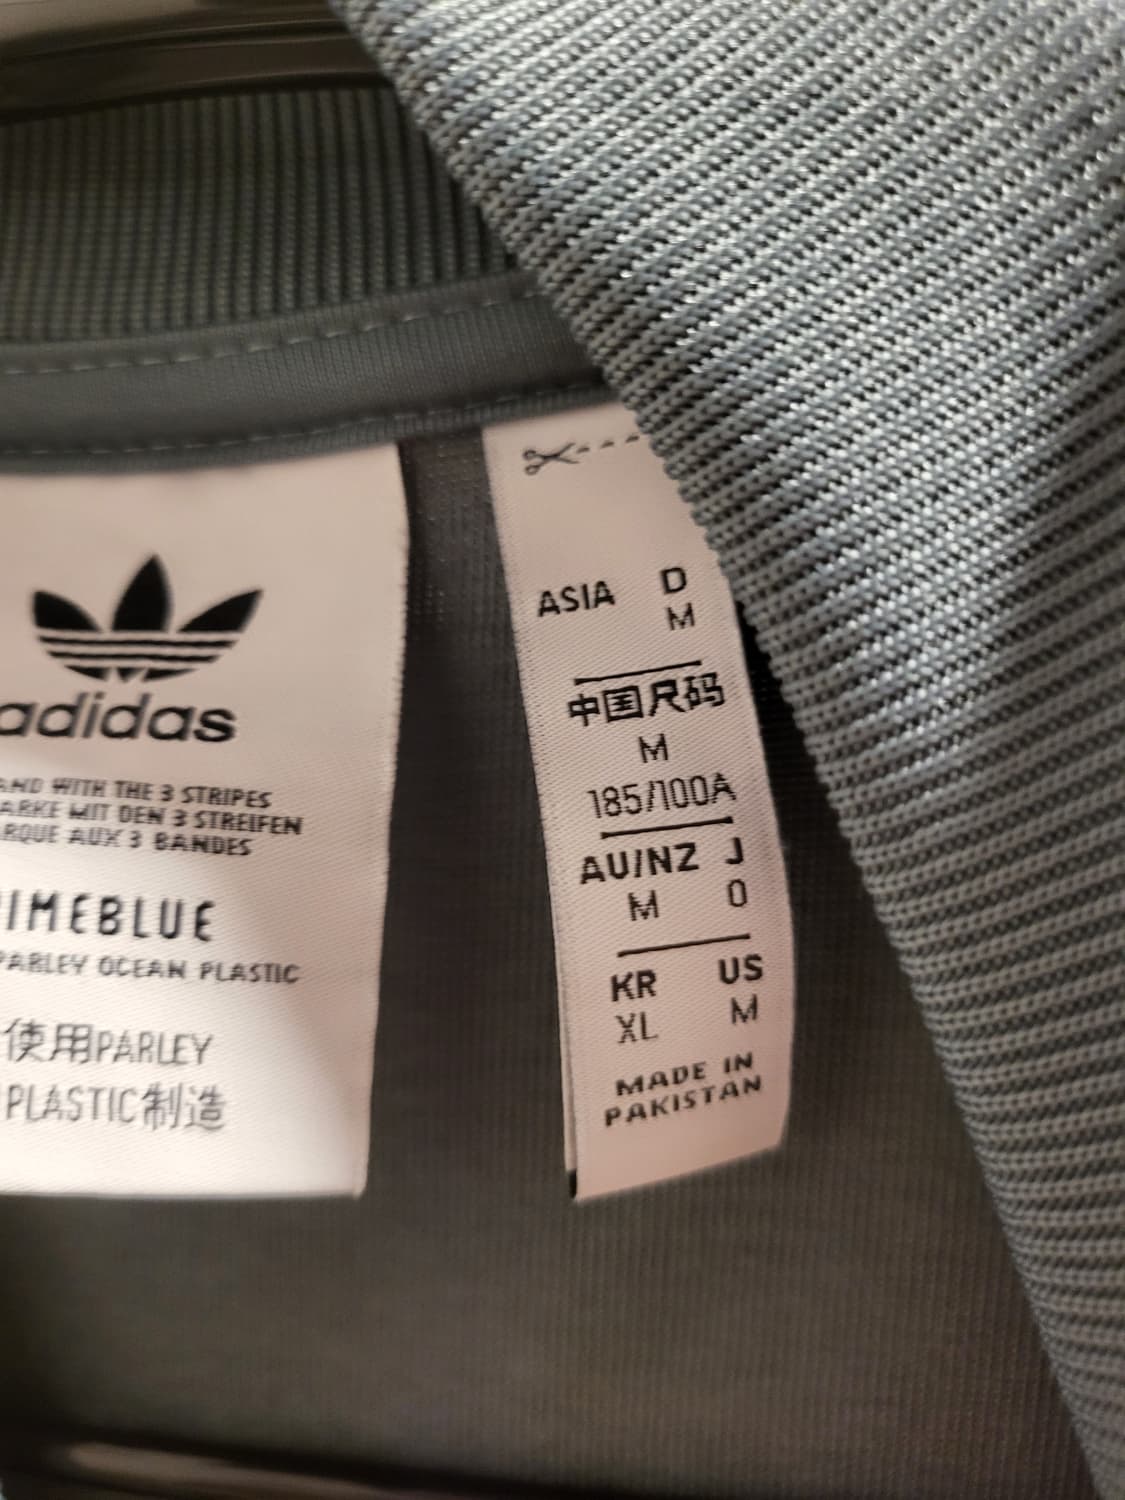 adidas
AND WITH THE 3 STRIPES
ARKE MIT DEN 3 STREIFEN
RQUE AUX 3 BANDES
IMEBLUE
PARLEY OCEAN PLASTIC
使用PARLEY
PLASTIC制造
ASIA D
M
中国尺码
M
185/100A
AU/NZ J
M O
KR US
XL M
MADE IN
PAKISTAN